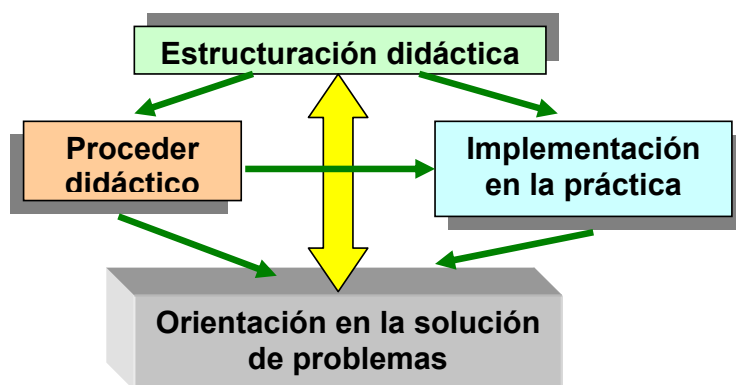 Estructuración didáctica
Proceder
didáctico
Implementación
en la práctica
Orientación en la solución
de problemas